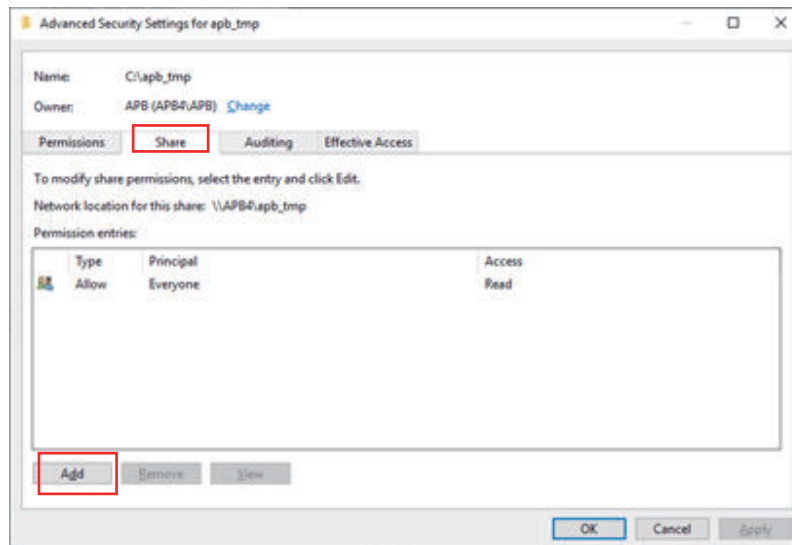 Advanced Security Settings for apb_tmp
Name: C:\apb_tmp
Owner: APB (APB4\APB) Change
Permissions Share Auditing Effective Access
To modify share permissions, select the entry and click Edit.
Network location for this share: \\APB4\apb_tmp
Permission entries:
Type Principal Access
Allow Everyone Read
Add Remove View
OK Cancel Apply